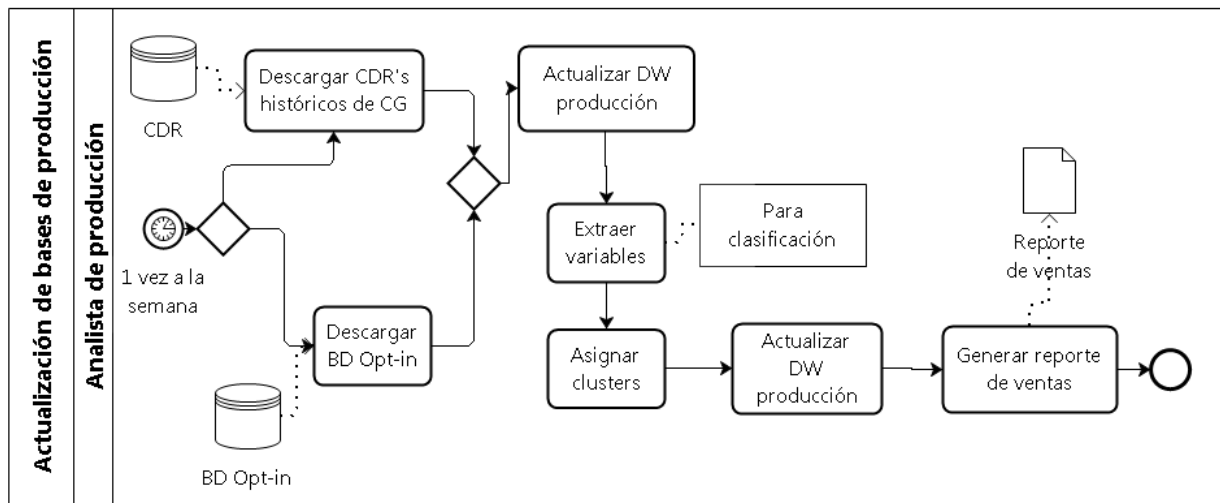 Actualización de bases de producción
Analista de producción
CDR
Descargar CDR's
históricos de CG
1 vez a la
semana
Descargar
BD Opt-in
BD Opt-in
Actualizar DW
producción
Extraer
variables
Para
clasificación
Asignar
clusters
Actualizar
DW
producción
Reporte
de ventas
Generar reporte
de ventas